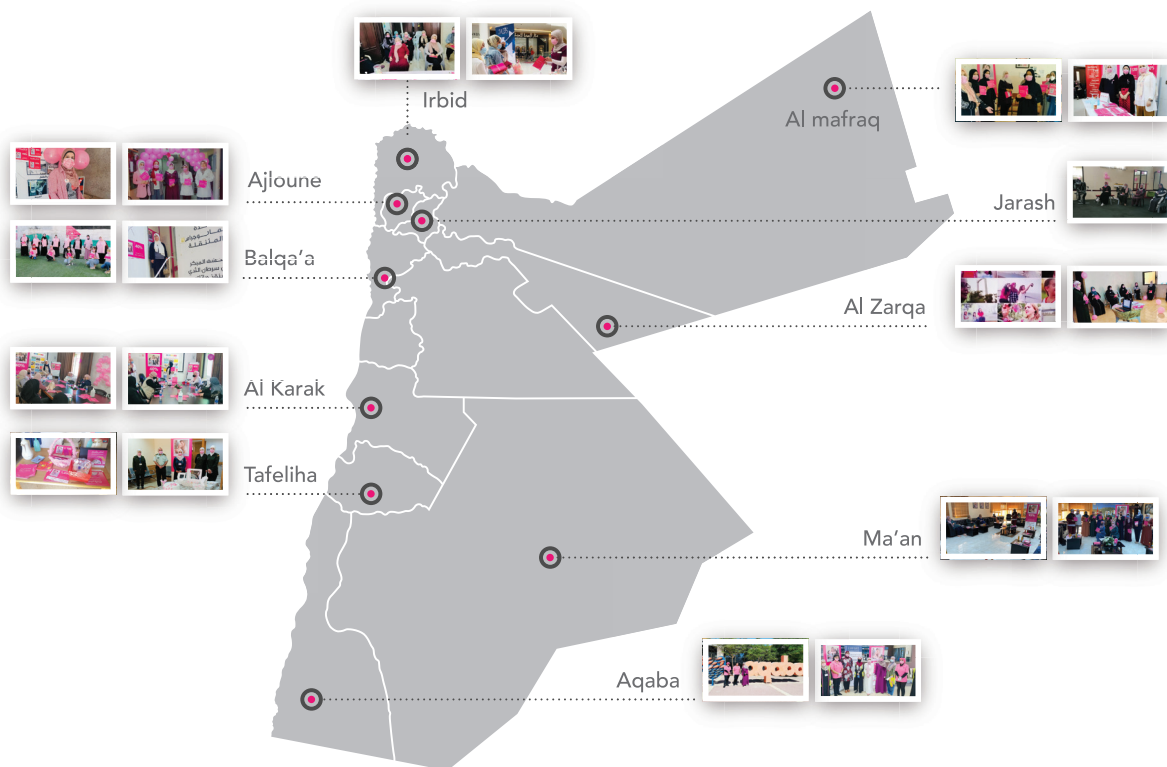 Irbid
Al mafraq
Ajloune
Jarash
Balqa’a
Al Zarqa
Al Karak
Tafeliha
Ma’an
Aqaba